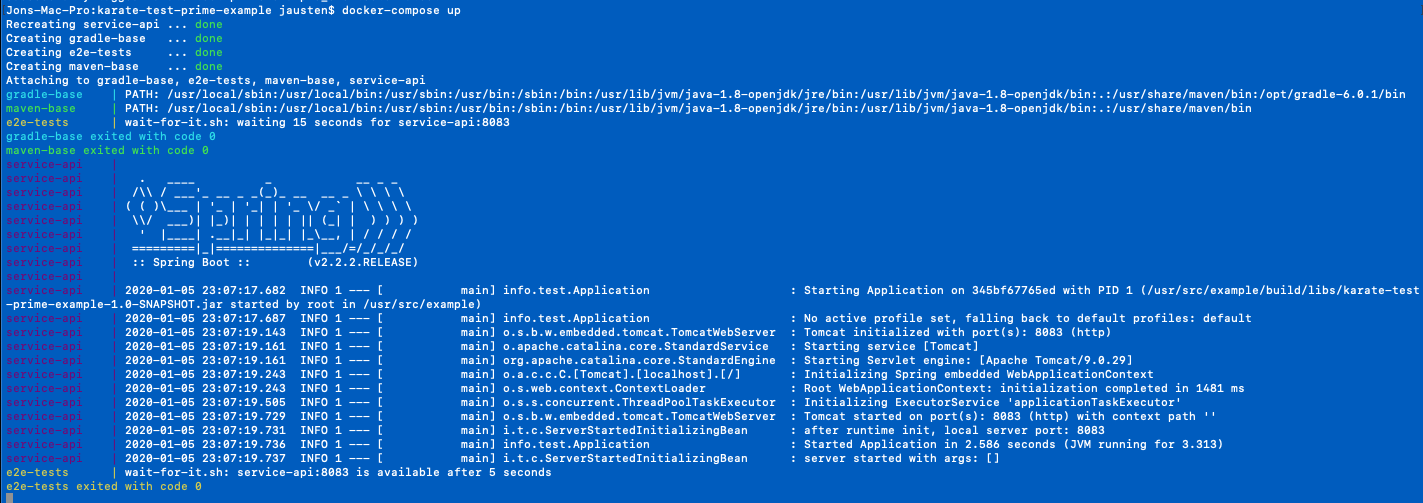 Jons-Mac-Pro:karate-test-prime-example jausten$ docker-compose up
Recreating service-api ... done
Creating gradle-base   ... done
Creating e2e-tests     ... done
Creating maven-base    ... done
Attaching to gradle-base, e2e-tests, maven-base, service-api
gradle-base    | PATH: /usr/local/sbin:/usr/local/bin:/usr/sbin:/usr/bin:/sbin:/bin:/usr/lib/jvm/java-1.8-openjdk/jre/bin:/usr/lib/jvm/java-1.8-openjdk/bin:.:/usr/share/maven/bin:/opt/gradle-6.0.1/bin
maven-base     | PATH: /usr/local/sbin:/usr/local/bin:/usr/sbin:/usr/bin:/sbin:/bin:/usr/lib/jvm/java-1.8-openjdk/jre/bin:/usr/lib/jvm/java-1.8-openjdk/bin:.:/usr/share/maven/bin
e2e-tests      | wait-for-it.sh: waiting 15 seconds for service-api:8083
gradle-base exited with code 0
maven-base exited with code 0
service-api    |
service-api    |   .   ____          _            __ _ _
service-api    |  /\\ / ___'_ __ _ _(_)_ __  __ _ \ \ \ \
service-api    | ( ( )\___ | '_ | '_| | '_ \/ _` | \ \ \ \
service-api    |  \\/  ___)| |_)| | | | | || (_| |  ) ) ) )
service-api    |   '  |____| .__|_| |_|_| |_\__, | / / / /
service-api    |  =========|_|==============|___/=/_/_/_/
service-api    |  :: Spring Boot ::        (v2.2.2.RELEASE)
service-api    |
service-api    | 2020-01-05 23:07:17.682  INFO 1 --- [           main] info.test.Application                    : Starting Application on 345bf67765ed with PID 1 (/usr/src/example/build/libs/karate-test
-prime-example-1.0-SNAPSHOT.jar started by root in /usr/src/example)
service-api    | 2020-01-05 23:07:17.687  INFO 1 --- [           main] info.test.Application                    : No active profile set, falling back to default profiles: default
service-api    | 2020-01-05 23:07:19.143  INFO 1 --- [           main] o.s.b.w.embedded.tomcat.TomcatWebServer  : Tomcat initialized with port(s): 8083 (http)
service-api    | 2020-01-05 23:07:19.161  INFO 1 --- [           main] o.apache.catalina.core.StandardService   : Starting service [Tomcat]
service-api    | 2020-01-05 23:07:19.161  INFO 1 --- [           main] org.apache.catalina.core.StandardEngine  : Starting Servlet engine: [Apache Tomcat/9.0.29]
service-api    | 2020-01-05 23:07:19.243  INFO 1 --- [           main] o.a.c.c.C.[Tomcat].[localhost].[/]       : Initializing Spring embedded WebApplicationContext
service-api    | 2020-01-05 23:07:19.243  INFO 1 --- [           main] o.s.web.context.ContextLoader            : Root WebApplicationContext: initialization completed in 1481 ms
service-api    | 2020-01-05 23:07:19.505  INFO 1 --- [           main] o.s.s.concurrent.ThreadPoolTaskExecutor  : Initializing ExecutorService 'applicationTaskExecutor'
service-api    | 2020-01-05 23:07:19.729  INFO 1 --- [           main] o.s.b.w.embedded.tomcat.TomcatWebServer  : Tomcat started on port(s): 8083 (http) with context path ''
service-api    | 2020-01-05 23:07:19.731  INFO 1 --- [           main] i.t.c.ServerStartedInitializingBean      : after runtime init, local server port: 8083
service-api    | 2020-01-05 23:07:19.736  INFO 1 --- [           main] info.test.Application                    : Started Application in 2.586 seconds (JVM running for 3.313)
service-api    | 2020-01-05 23:07:19.737  INFO 1 --- [           main] i.t.c.ServerStartedInitializingBean      : server started with args: []
e2e-tests      | wait-for-it.sh: service-api:8083 is available after 5 seconds
e2e-tests exited with code 0